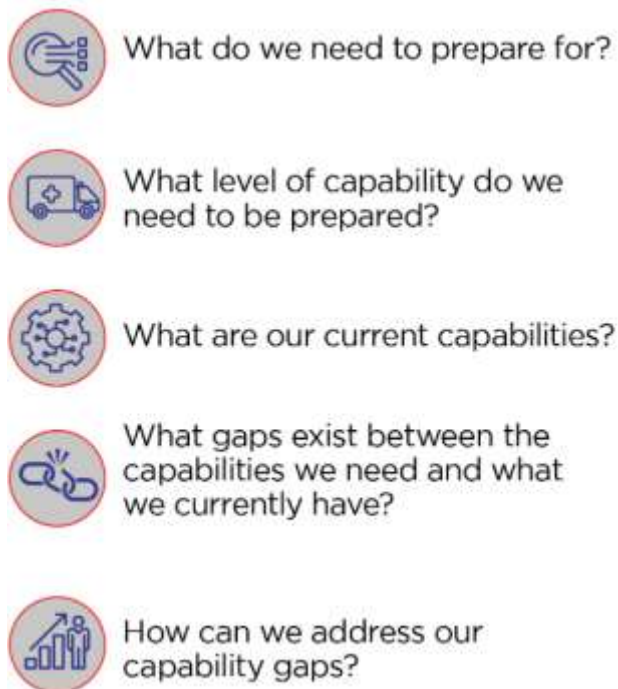 What do we need to prepare for?
What level of capability do we
need to be prepared?
What are our current capabilities?
What gaps exist between the
capabilities we need and what
we currently have?
How can we address our
capability gaps?